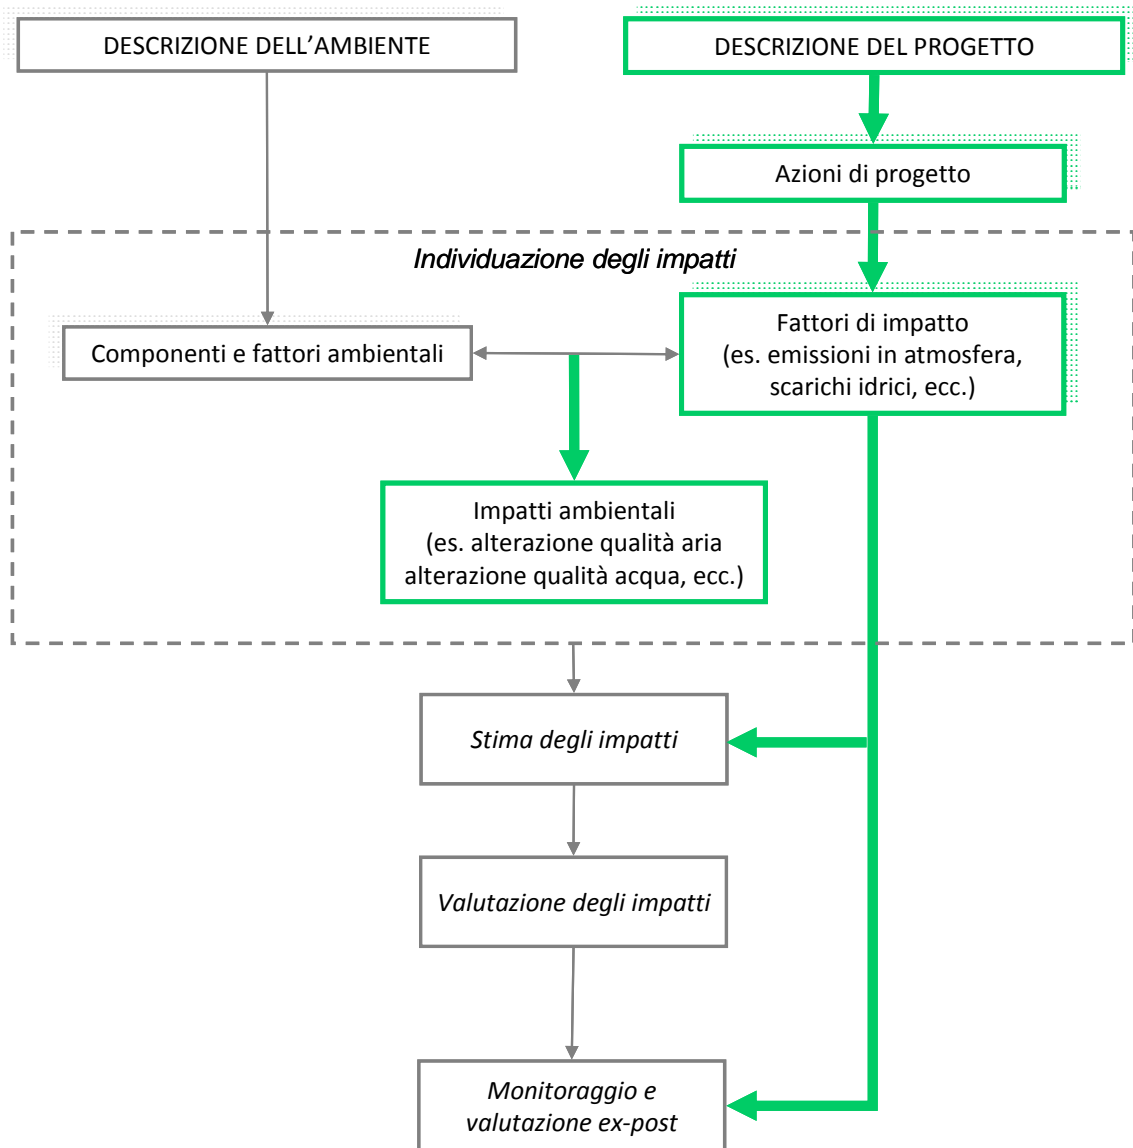 DESCRIZIONE DELL’AMBIENTE
DESCRIZIONE DEL PROGETTO
Azioni di progetto
Individuazione degli impatti
Componenti e fattori ambientali
Fattori di impatto
(es. emissioni in atmosfera,
scarichi idrici, ecc.)
Impatti ambientali
(es. alterazione qualità aria
alterazione qualità acqua, ecc.)
Stima degli impatti
Valutazione degli impatti
Monitoraggio e
valutazione ex-post